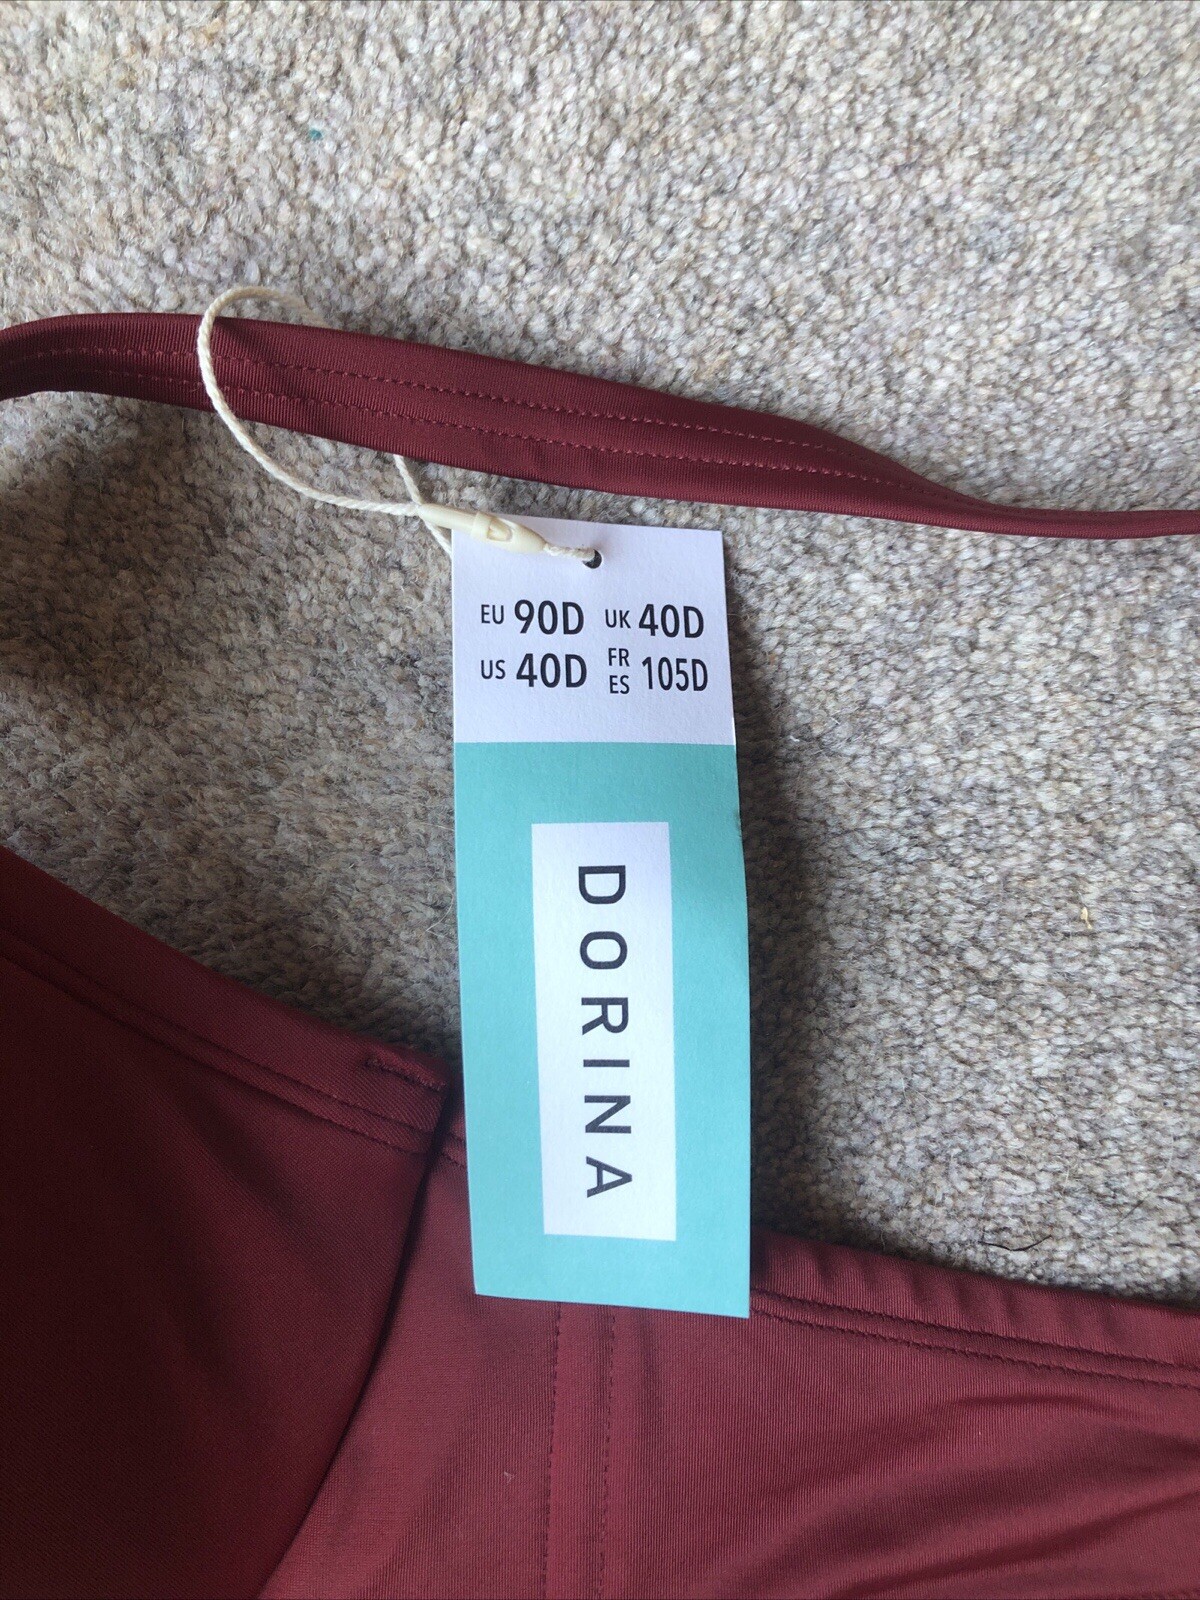 EU 90D UK 40D
US 40D FR ES 105D
DORINA